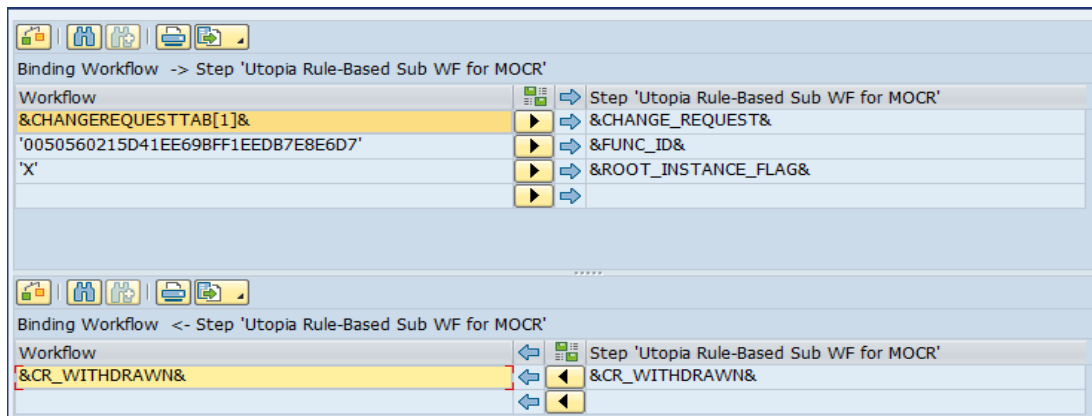 Binding Workflow -> Step 'Utopia Rule-Based Sub WF for MOCR'
Workflow Step 'Utopia Rule-Based Sub WF for MOCR'
&CHANGEREQUESTTAB[1]& &CHANGE_REQUEST&
'0050560215D41EE69BFF1EEDB7E8E6D7' &FUNC_ID&
'X' &ROOT_INSTANCE_FLAG&
Binding Workflow <- Step 'Utopia Rule-Based Sub WF for MOCR'
Workflow Step 'Utopia Rule-Based Sub WF for MOCR'
&CR_WITHDRAWN& &CR_WITHDRAWN&